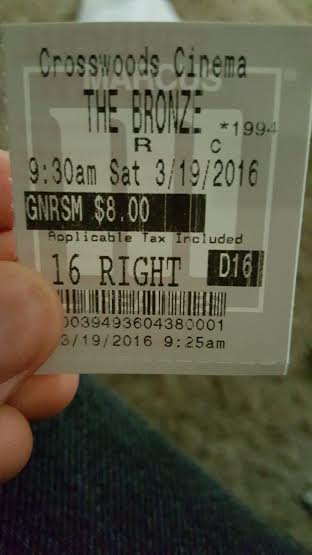 MARCUS
Crosswoods Cinema
THE BRONZE *1994
R C
9:30am Sat 3/19/2016
GNRSM $8.00
Applicable Tax Included
16 RIGHT D16
0039493604380001
3/19/2016 9:25am